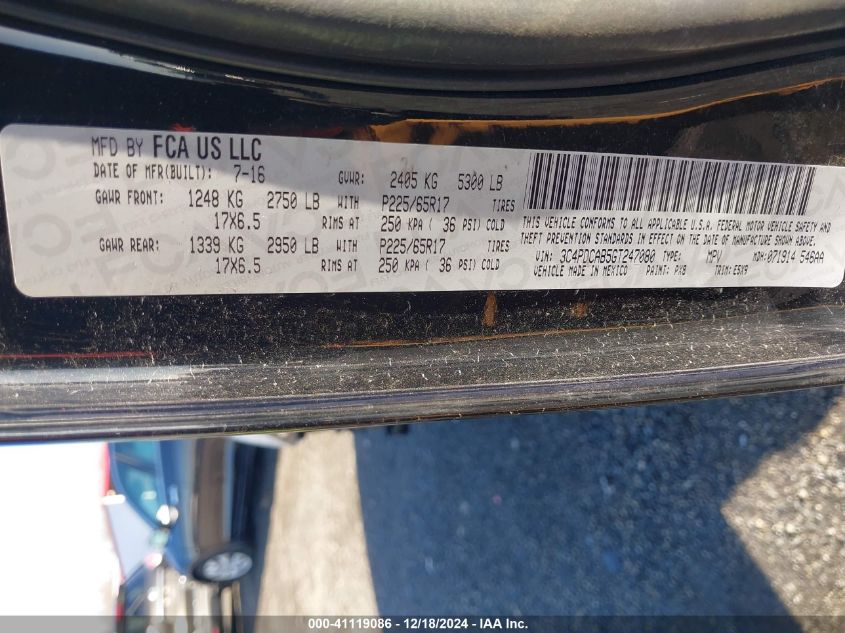 MFD BY FCA US LLC
DATE OF MFR(BUILT): 7-16 GVWR: 2405 KG 5300 LB
GAWR FRONT: 1248 KG 2750 LB WITH P225/65R17 TIRES
17X6.5 RIMS AT 250 KPA ( 36 PSI) COLD
GAWR REAR: 1339 KG 2950 LB WITH P225/65R17 TIRES
17X6.5 RIMS AT 250 KPA ( 36 PSI) COLD
THIS VEHICLE CONFORMS TO ALL APPLICABLE U.S.A. FEDERAL MOTOR VEHICLE SAFETY AND
THEFT PREVENTION STANDARDS IN EFFECT ON THE DATE OF MANUFACTURE SHOWN ABOVE.
VIN: 3C4PDCAB5GT247080 TYPE: MPV MDH: 071914 546AA
VEHICLE MADE IN MEXICO PAINT: PX8 TRIM: E5X9
000-41119086 - 12/18/2024 - IAA Inc.